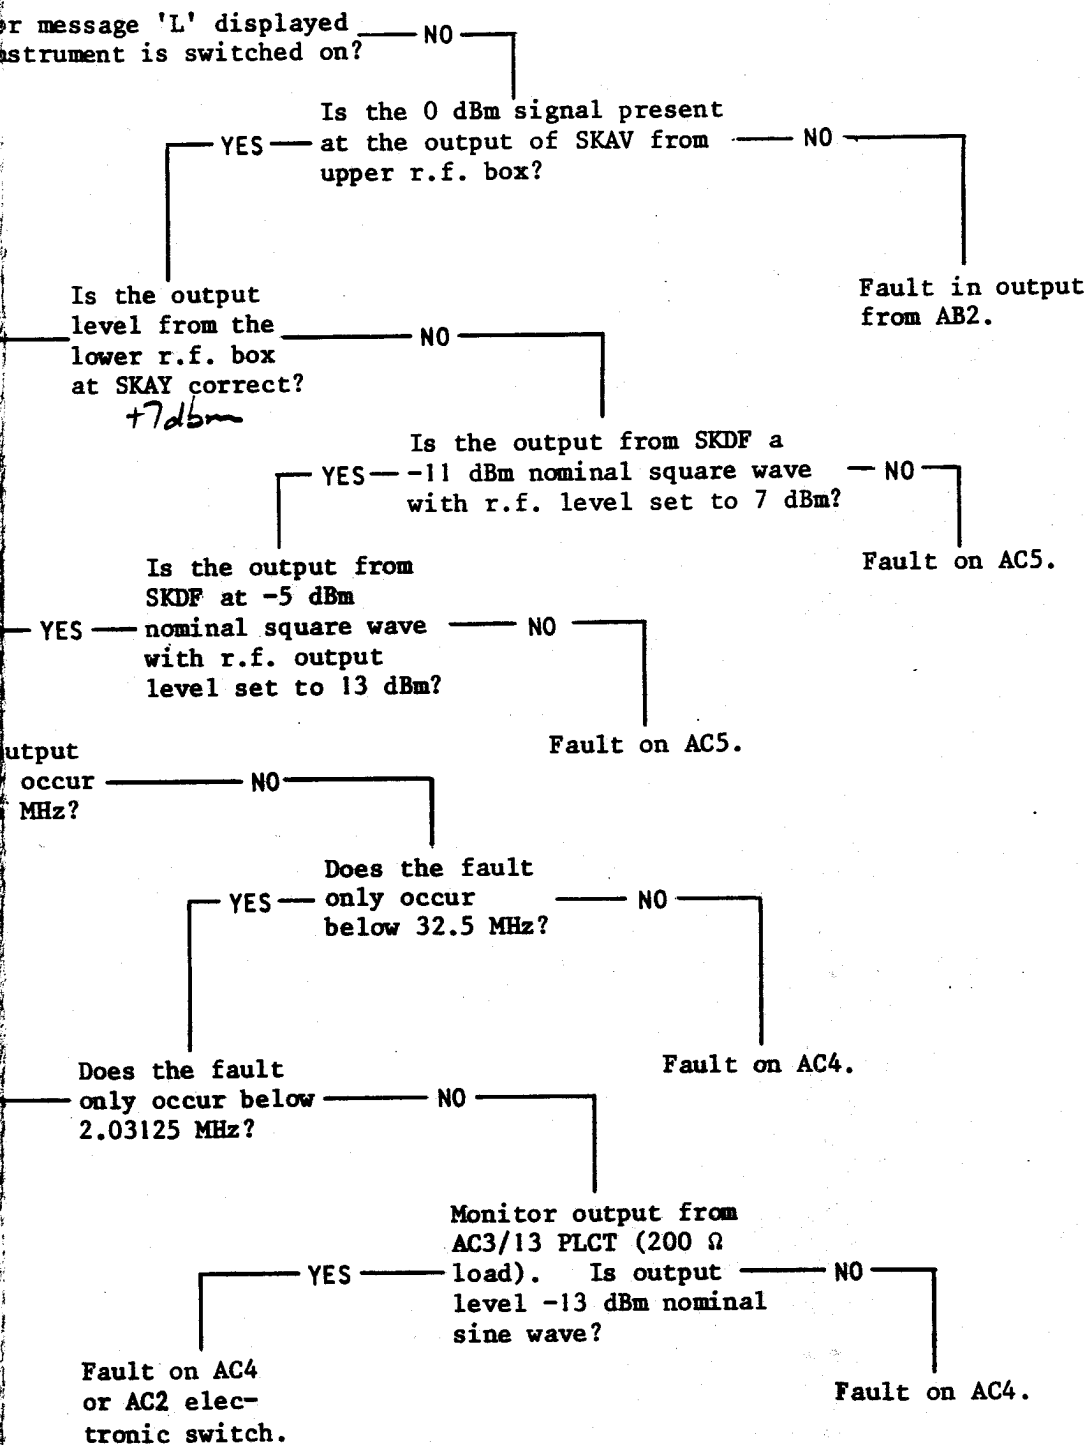 message 'L' displayed
is switched on?
NO
Is the 0 dBm signal present
at the output of SKAV from
upper r.f. box?
YES
NO
Fault in output
from AB2.
Is the output
level from the
lower r.f. box
at SKAY correct?
+7dbm
NO
Is the output from SKDF a
-11 dBm nominal square wave
with r.f. level set to 7 dBm?
YES
NO
Fault on AC5.
Is the output from
SKDF at -5 dBm
nominal square wave
with r.f. output
level set to 13 dBm?
YES
NO
Fault on AC5.
utput
occur
MHz?
NO
Does the fault
only occur
below 32.5 MHz?
YES
NO
Fault on AC4.
Does the fault
only occur below
2.03125 MHz?
NO
Monitor output from
AC3/13 PLCT (200 Ω
load). Is output
level -13 dBm nominal
sine wave?
YES
NO
Fault on AC4
or AC2 elec-
tronic switch.
Fault on AC4.